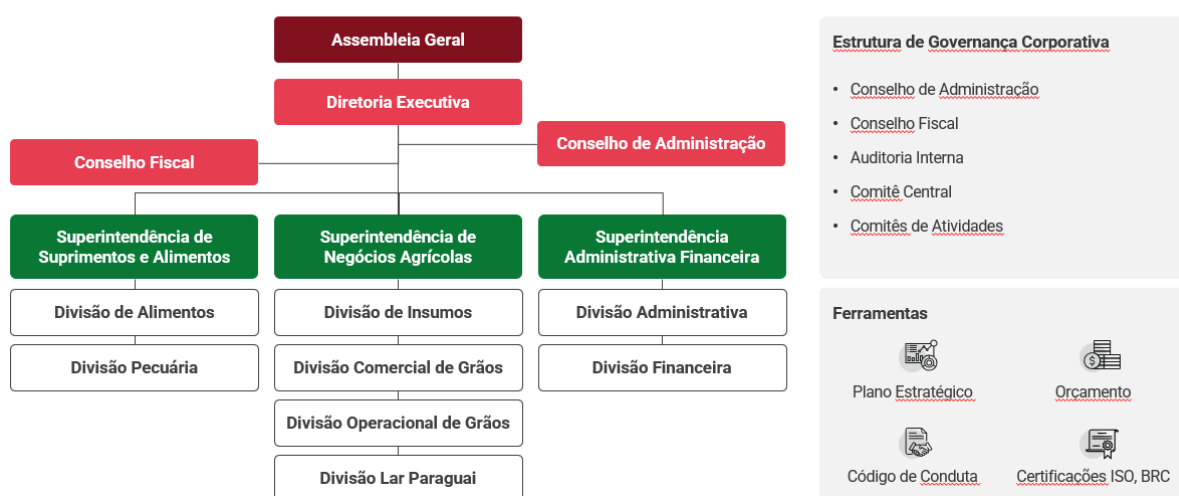 Assembleia Geral
Diretoria Executiva
Conselho de Administração
Conselho Fiscal
Superintendência de
Suprimentos e Alimentos
Superintendência de
Negócios Agrícolas
Superintendência
Administrativa Financeira
Divisão de Alimentos
Divisão de Insumos
Divisão Administrativa
Divisão Pecuária
Divisão Comercial de Grãos
Divisão Financeira
Divisão Operacional de Grãos
Divisão Lar Paraguai
Estrutura de Governança Corporativa
• Conselho de Administração
• Conselho Fiscal
• Auditoria Interna
• Comitê Central
• Comitês de Atividades
Ferramentas
Plano Estratégico
Orçamento
Código de Conduta
Certificações ISO, BRC